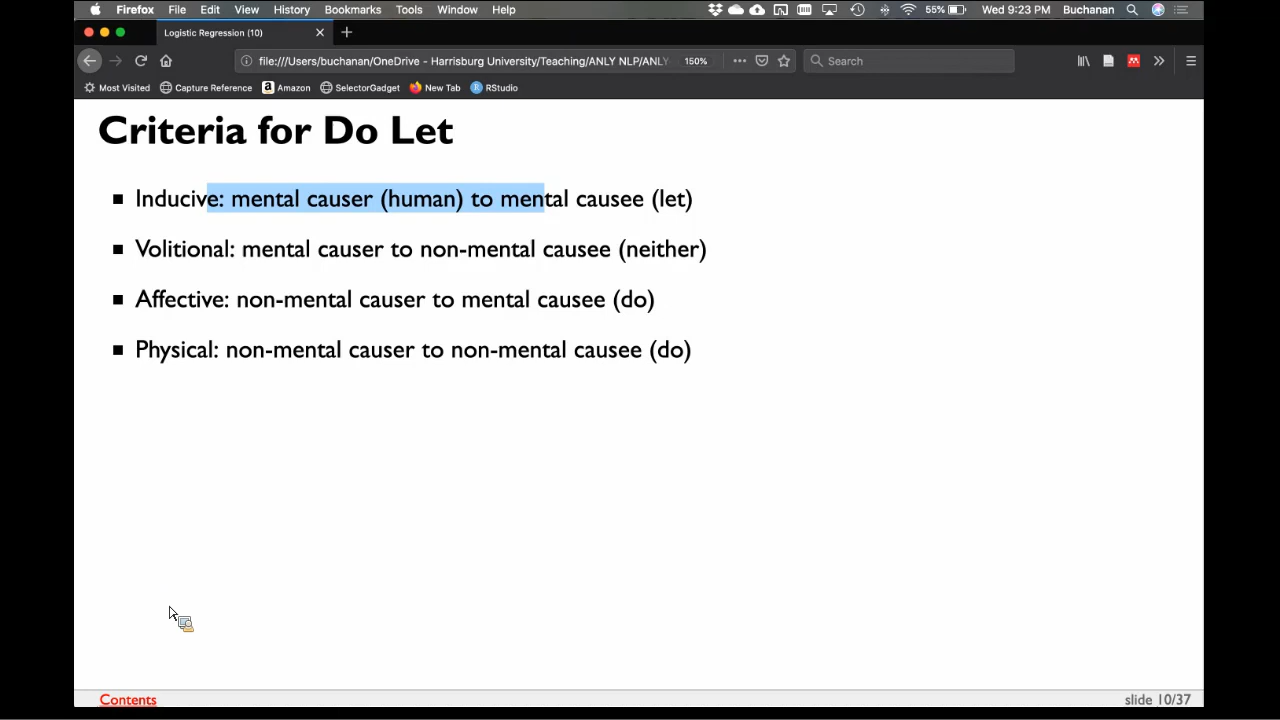 Firefox File Edit View History Bookmarks Tools Window Help 55% Wed 9:23 PM Buchanan
Logistic Regression (10)
file:///Users/buchanan/OneDrive - Harrisburg University/Teaching/ANLY NLP/ANLY 150% Search
Most Visited Capture Reference Amazon SelectorGadget New Tab RStudio
Criteria for Do Let
Inducive: mental causer (human) to mental causee (let)
Volitional: mental causer to non-mental causee (neither)
Affective: non-mental causer to mental causee (do)
Physical: non-mental causer to non-mental causee (do)
Contents slide 10/37